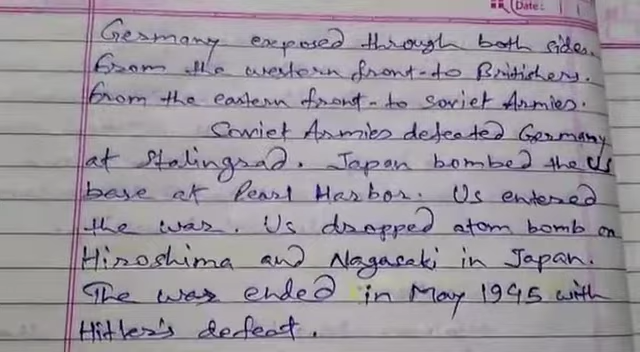 Date:
Germany exposed through both sides.
from the western front - to Britishers.
from the eastern front - to Soviet Armies.
Soviet Armies defeated Germany
at Stalingrad. Japan bombed the US
base at Pearl Harbor. Us entered
the war. Us dropped atom bomb on
Hiroshima and Nagasaki in Japan.
The war ended in May 1945 with
Hitler's defeat.